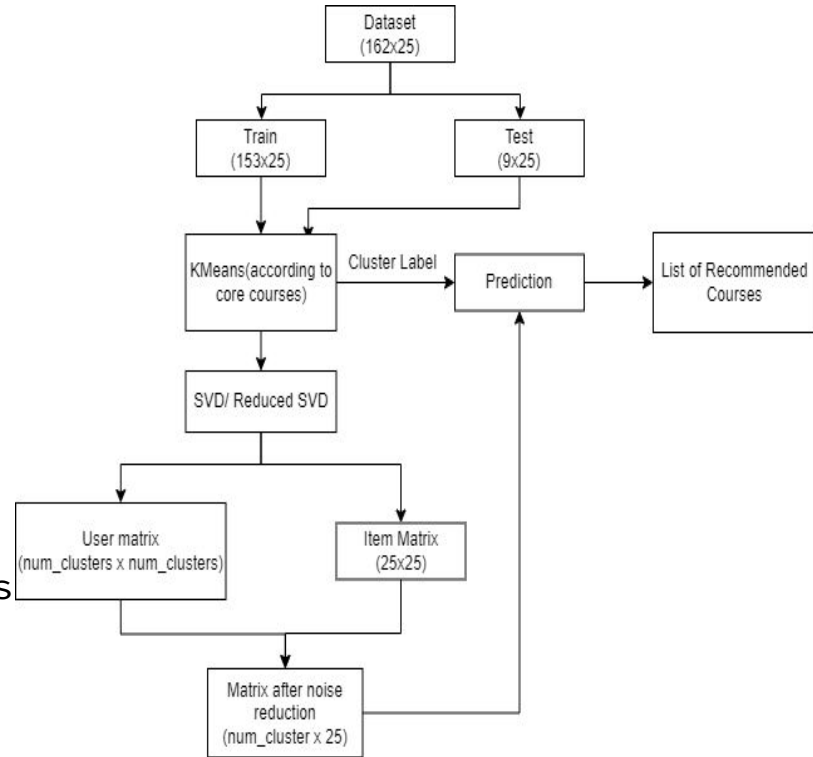 Dataset
(162x25)
Train
(153x25)
Test
(9x25)
KMeans(according to
core courses)
Cluster Label
Prediction
List of Recommended
Courses
SVD/ Reduced SVD
User matrix
(num_clusters x num_clusters)
Item Matrix
(25x25)
s
Matrix after noise
reduction
(num_cluster x 25)